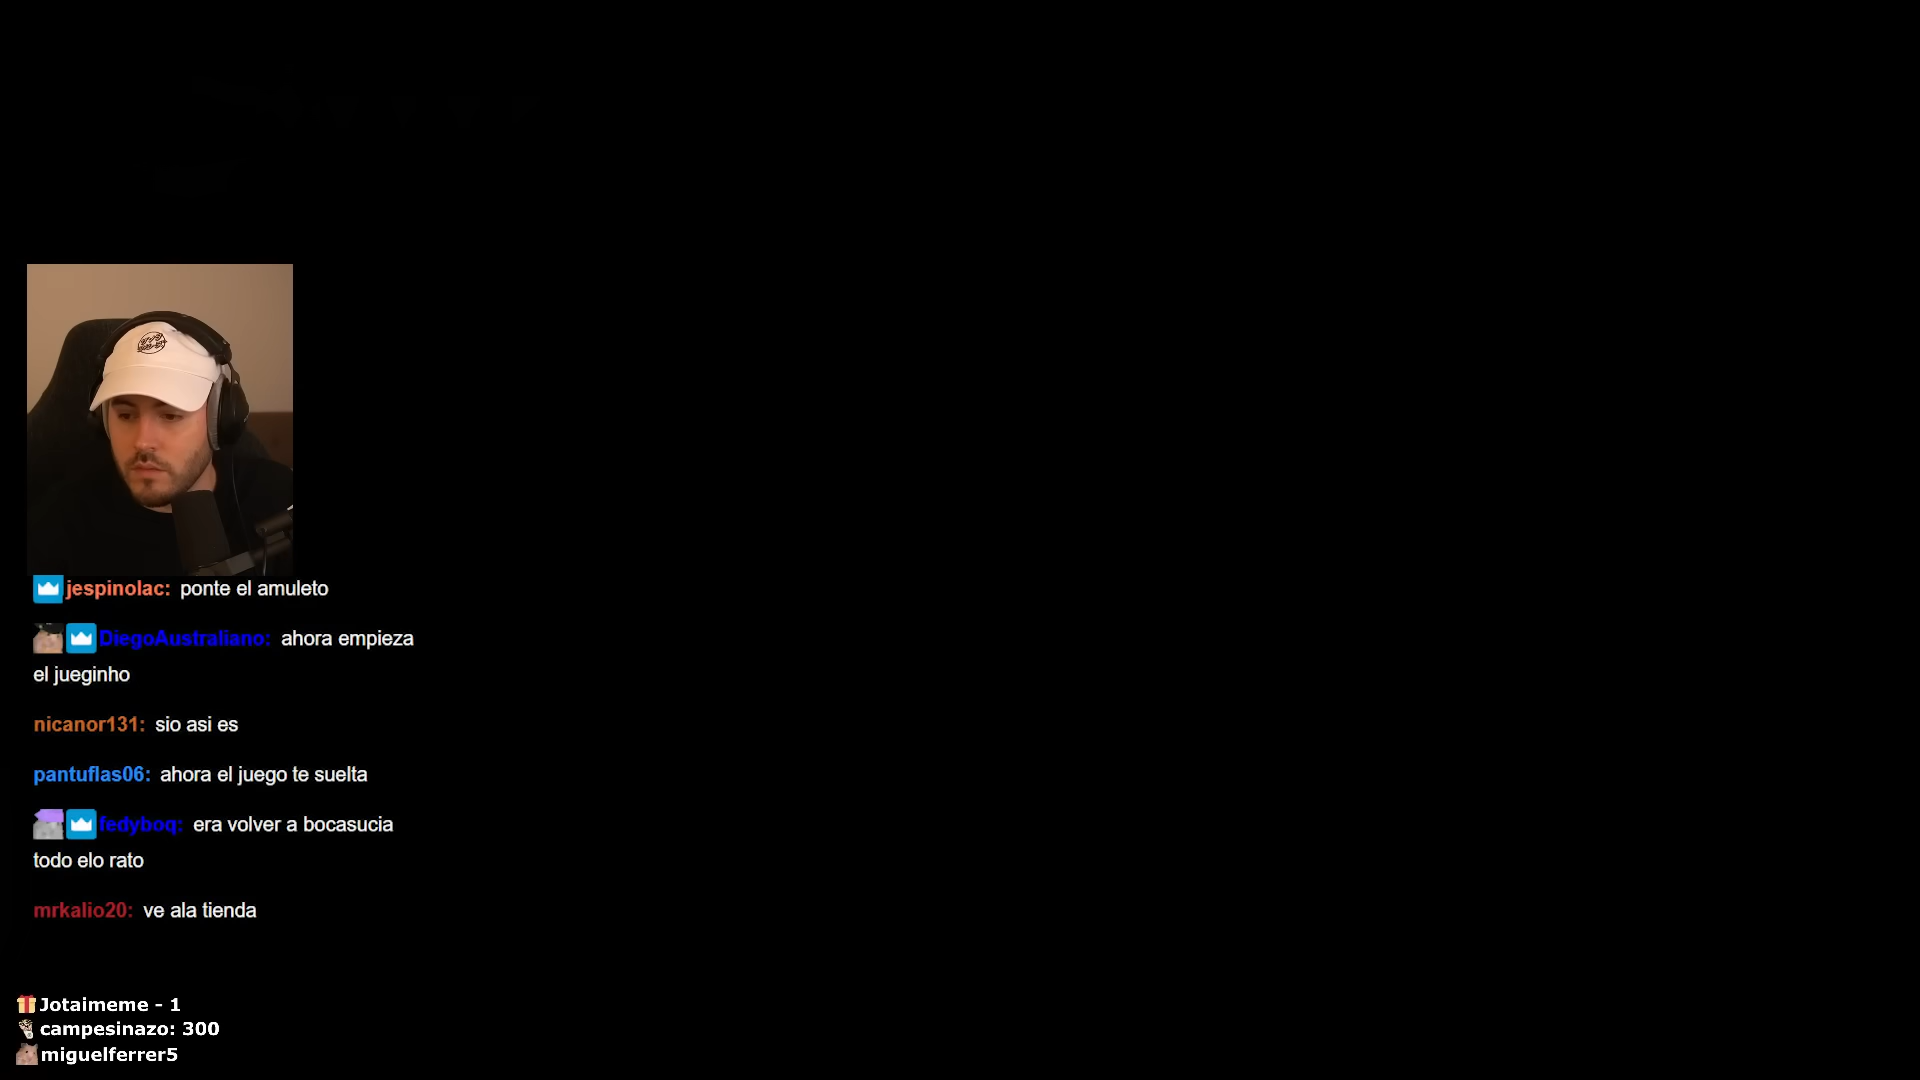 jespinolac: ponte el amuleto
DiegoAustraliano: ahora empieza
el jueginho
nicanor131: sio asi es
pantuflas06: ahora el juego te suelta
fedyboq: era volver a bocasucia
todo elo rato
mrkalio20: ve ala tienda
Jotaimeme - 1
campesinazo: 300
miguelferrer5